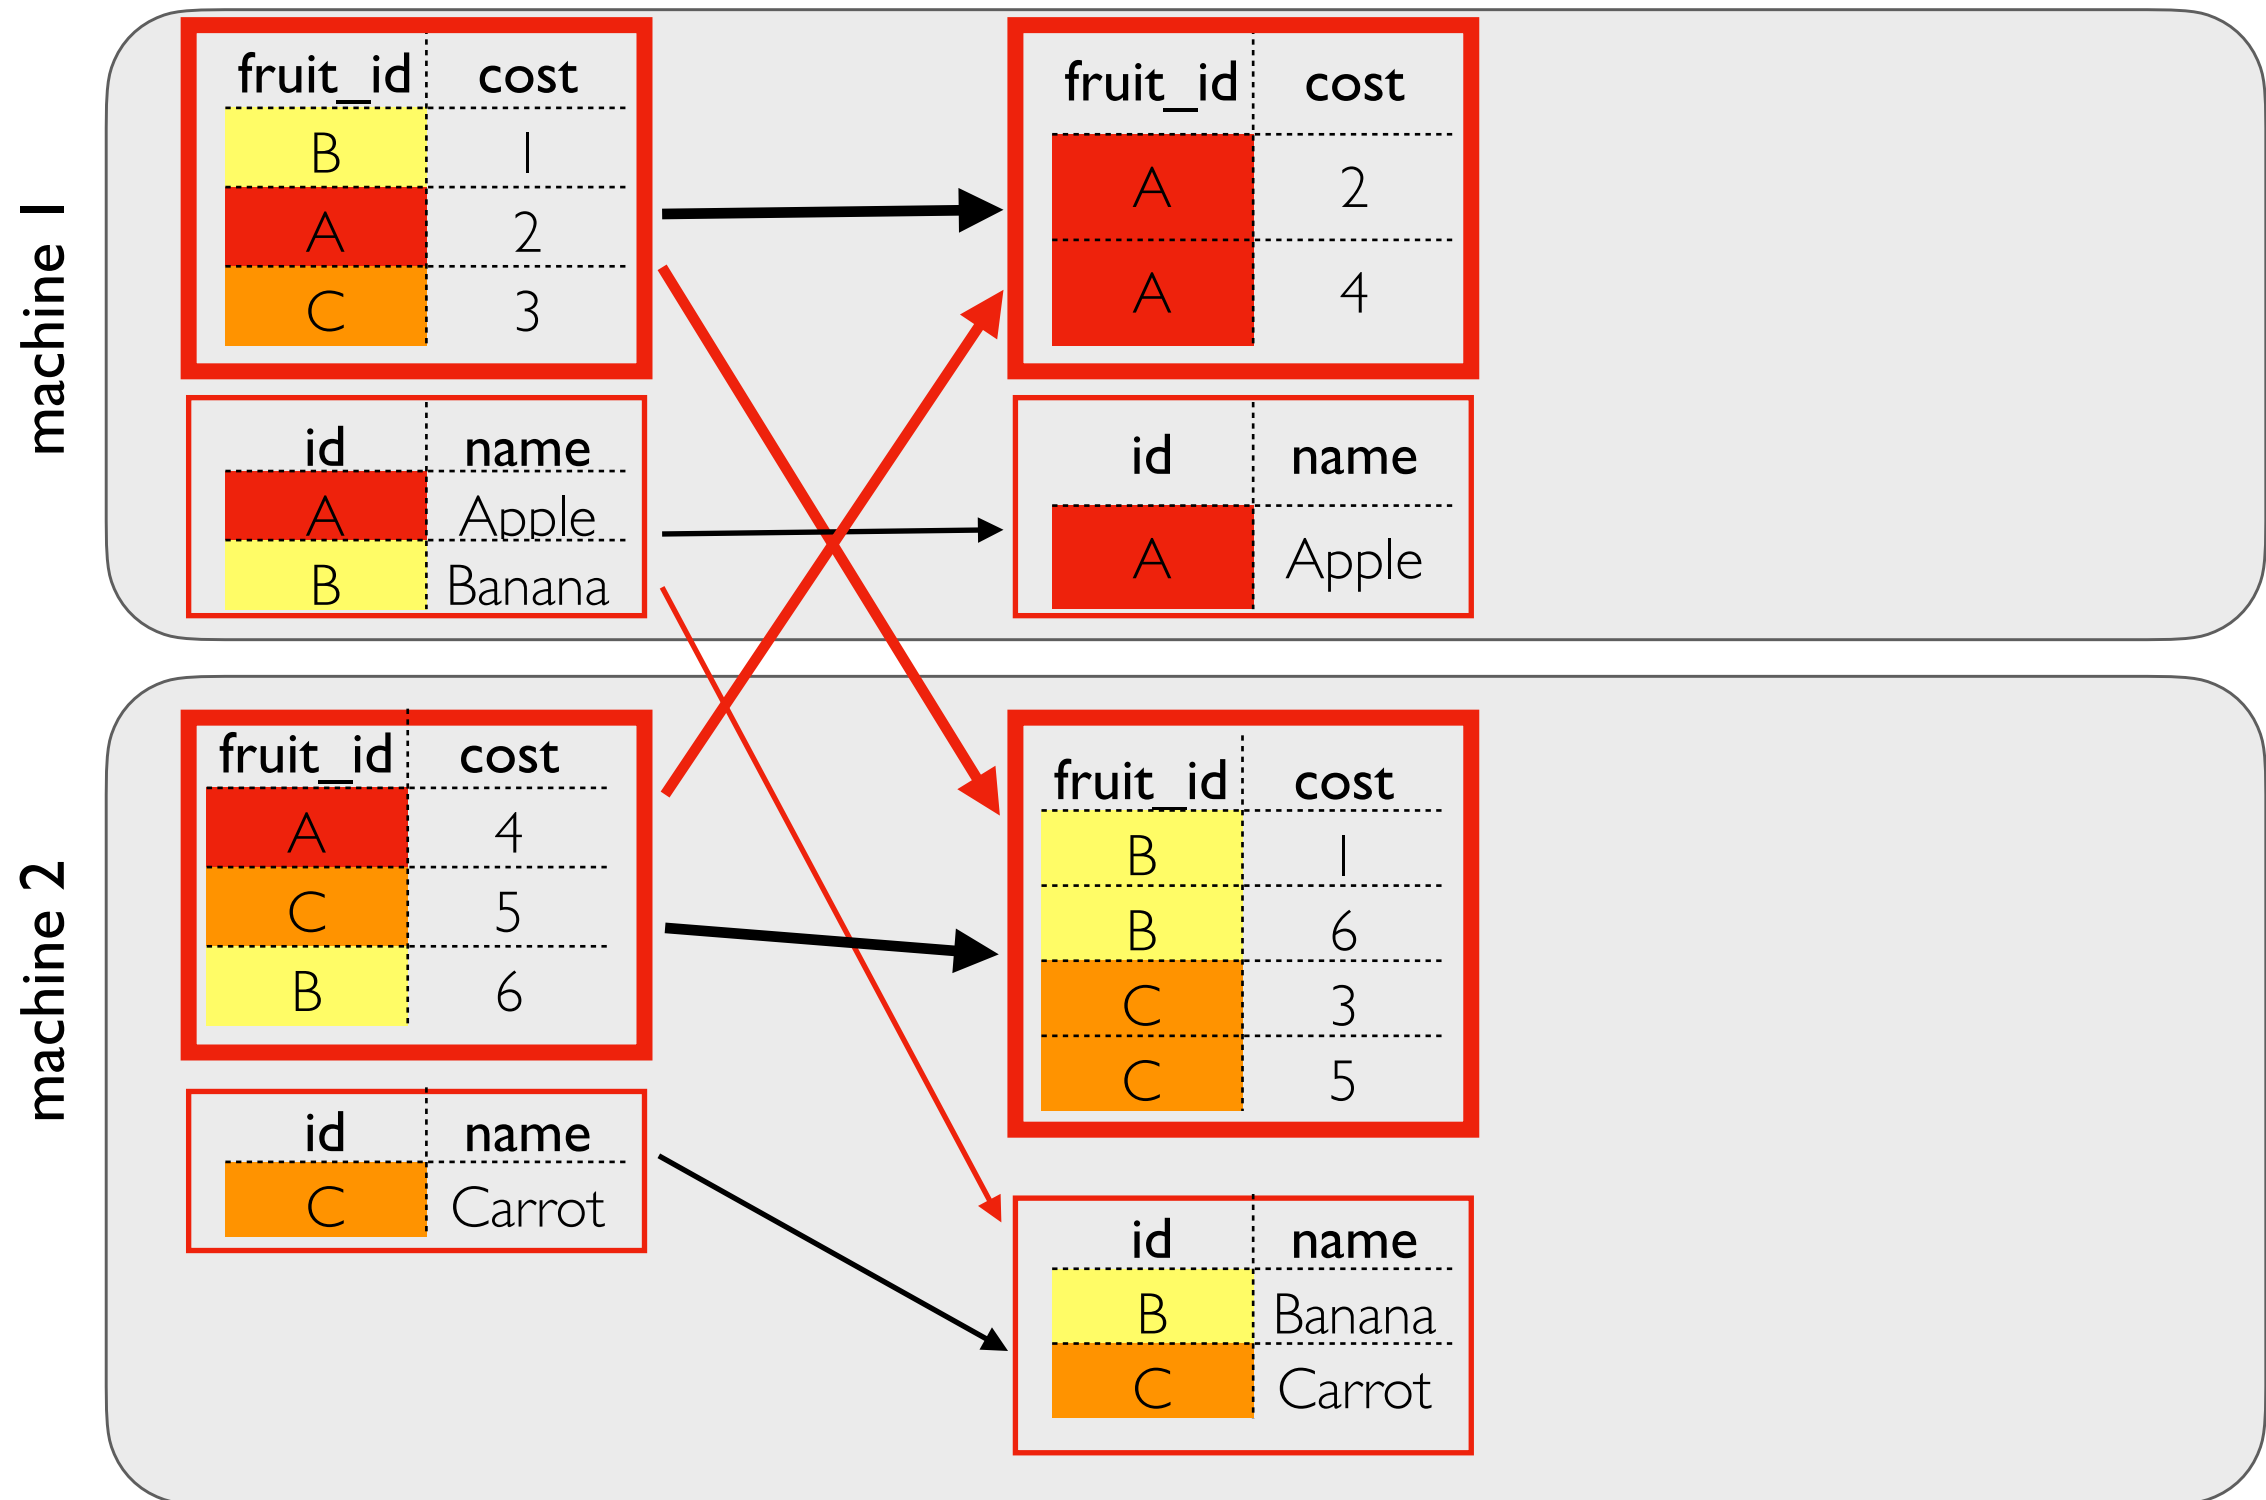 machine 1
fruit_id cost
B 1
A 2
C 3
id name
A Apple
B Banana
fruit_id cost
A 2
A 4
id name
A Apple
machine 2
fruit_id cost
A 4
C 5
B 6
id name
C Carrot
fruit_id cost
B 1
B 6
C 3
C 5
id name
B Banana
C Carrot